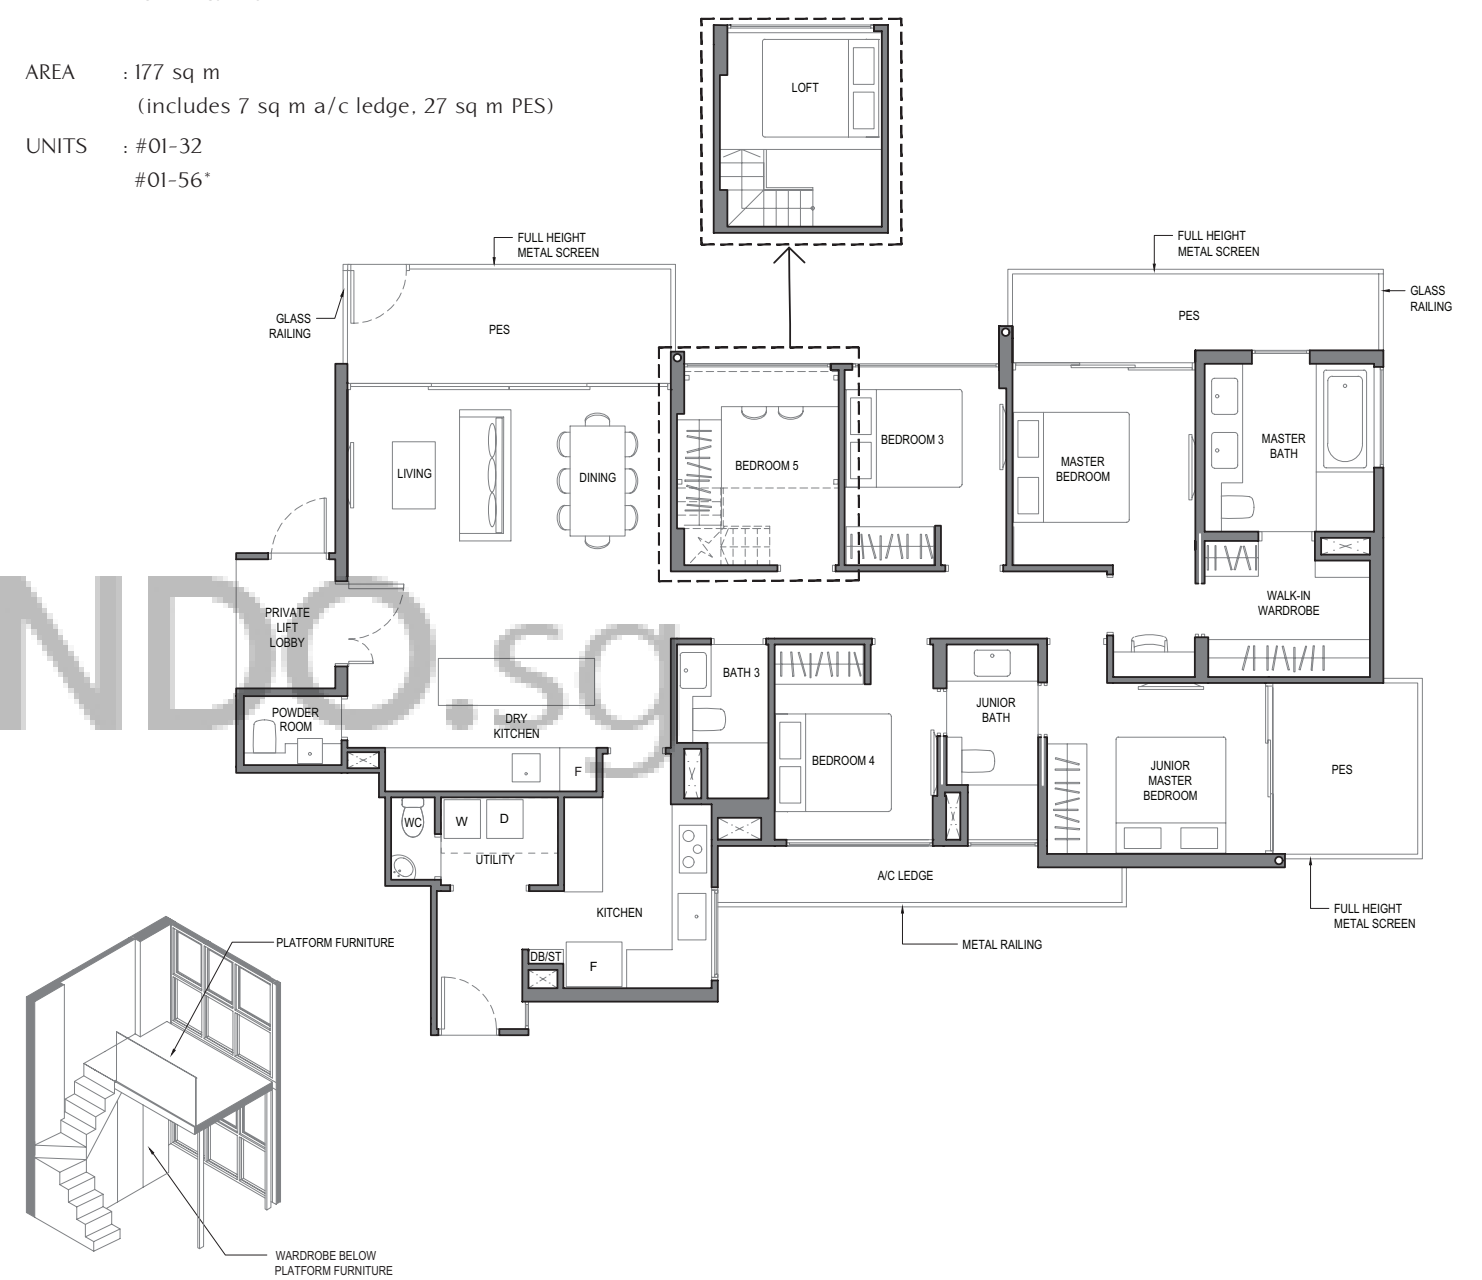 AREA : 177 sq m
(includes 7 sq m a/c ledge, 27 sq m PES)
UNITS : #01-32
#01-56*
LOFT
FULL HEIGHT
METAL SCREEN
FULL HEIGHT
METAL SCREEN
GLASS
RAILING
PES
PES
GLASS
RAILING
LIVING
DINING
BEDROOM 5
BEDROOM 3
MASTER
BEDROOM
MASTER
BATH
PRIVATE
LIFT
LOBBY
WALK-IN
WARDROBE
NDO.sg
POWDER
ROOM
DRY
KITCHEN
F
BATH 3
BEDROOM 4
JUNIOR
BATH
JUNIOR
MASTER
BEDROOM
PES
WC
W
D
UTILITY
KITCHEN
A/C LEDGE
DB/ST
F
METAL RAILING
FULL HEIGHT
METAL SCREEN
PLATFORM FURNITURE
WARDROBE BELOW
PLATFORM FURNITURE